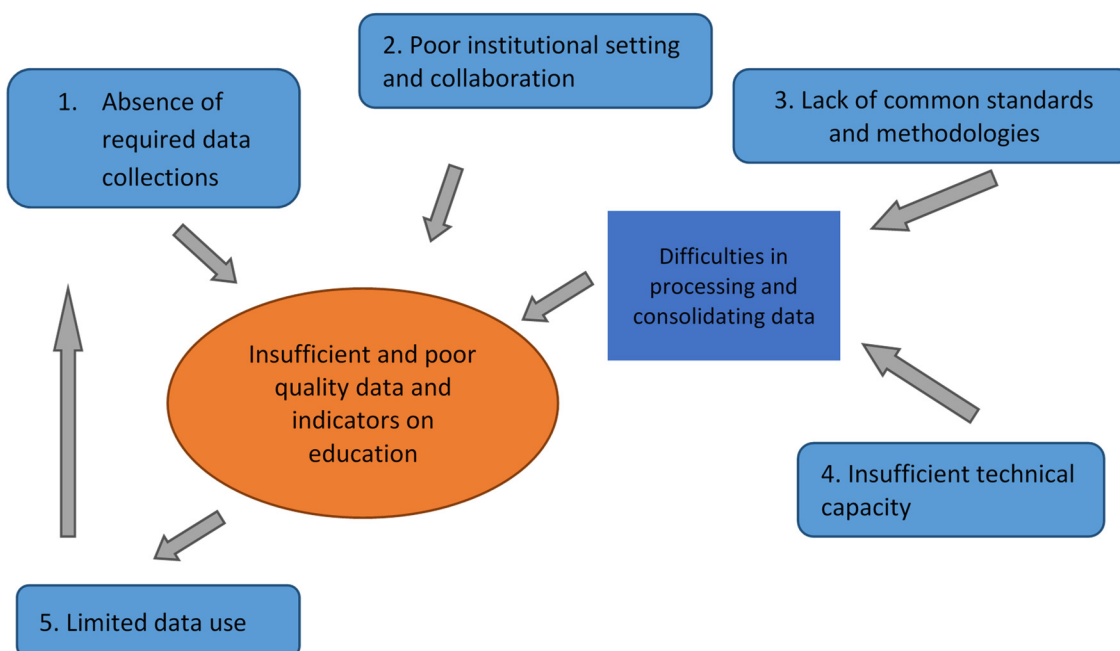 1. Absence of
required data
collections
2. Poor institutional setting
and collaboration
3. Lack of common standards
and methodologies
Difficulties in
processing and
consolidating data
Insufficient and poor
quality data and
indicators on
education
4. Insufficient technical
capacity
5. Limited data use